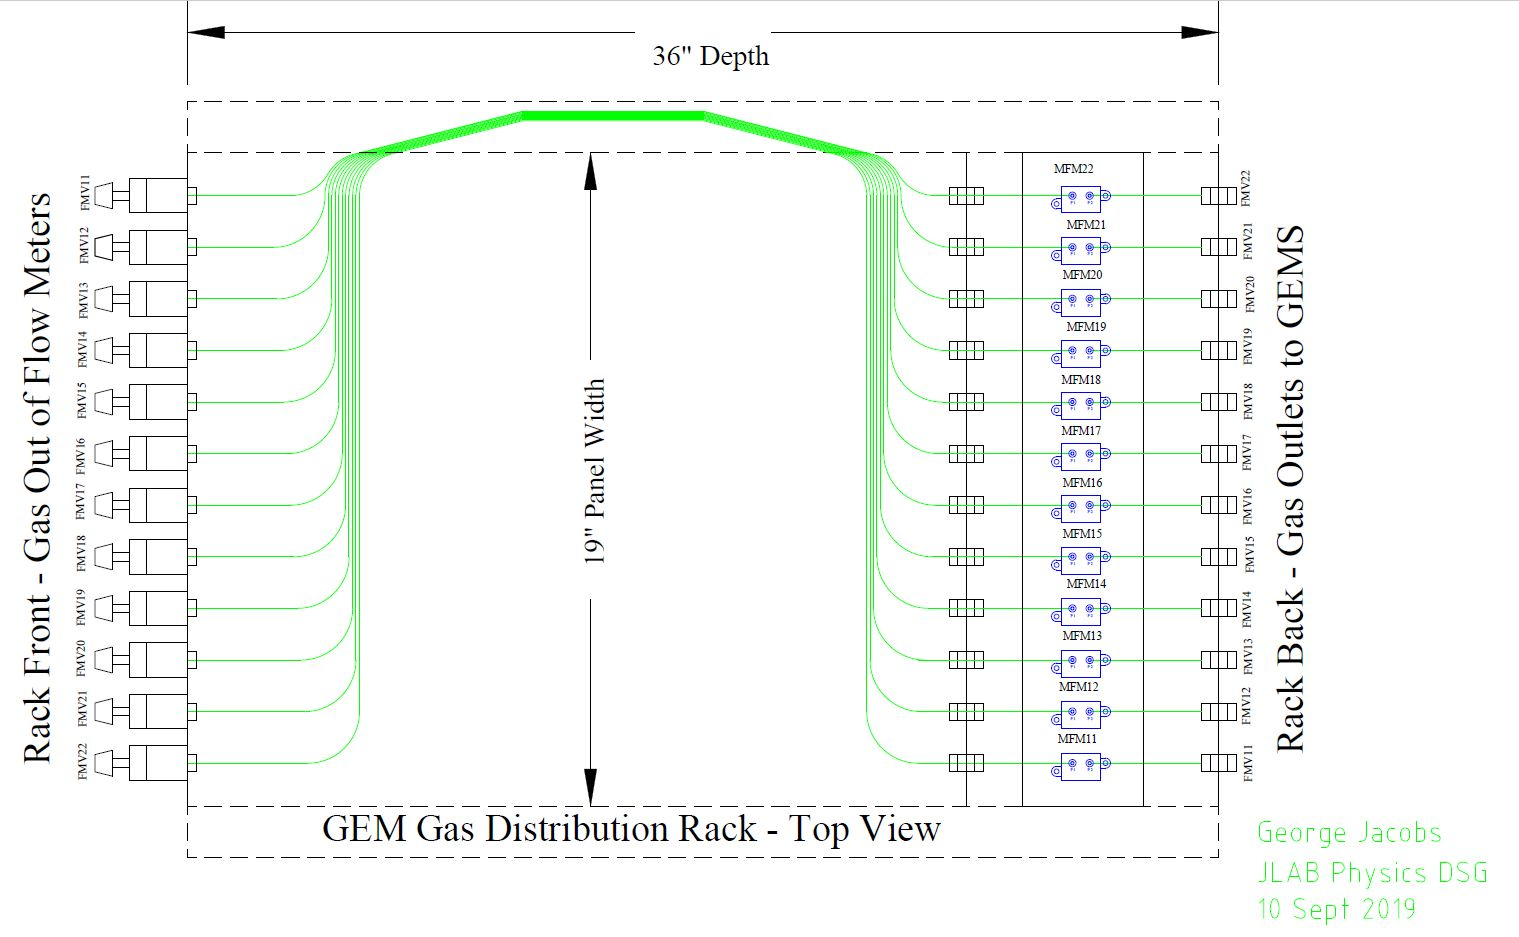 36" Depth
Rack Front - Gas Out of Flow Meters
FMV11
FMV12
FMV13
FMV14
FMV15
FMV16
FMV17
FMV18
FMV19
FMV20
FMV21
FMV22
19" Panel Width
MFM22
MFM21
MFM20
MFM19
MFM18
MFM17
MFM16
MFM15
MFM14
MFM13
MFM12
MFM11
FMV22
FMV21
FMV20
FMV19
FMV18
FMV17
FMV16
FMV15
FMV14
FMV13
FMV12
FMV11
Rack Back - Gas Outlets to GEMS
GEM Gas Distribution Rack - Top View
George Jacobs
JLAB Physics DSG
10 Sept 2019